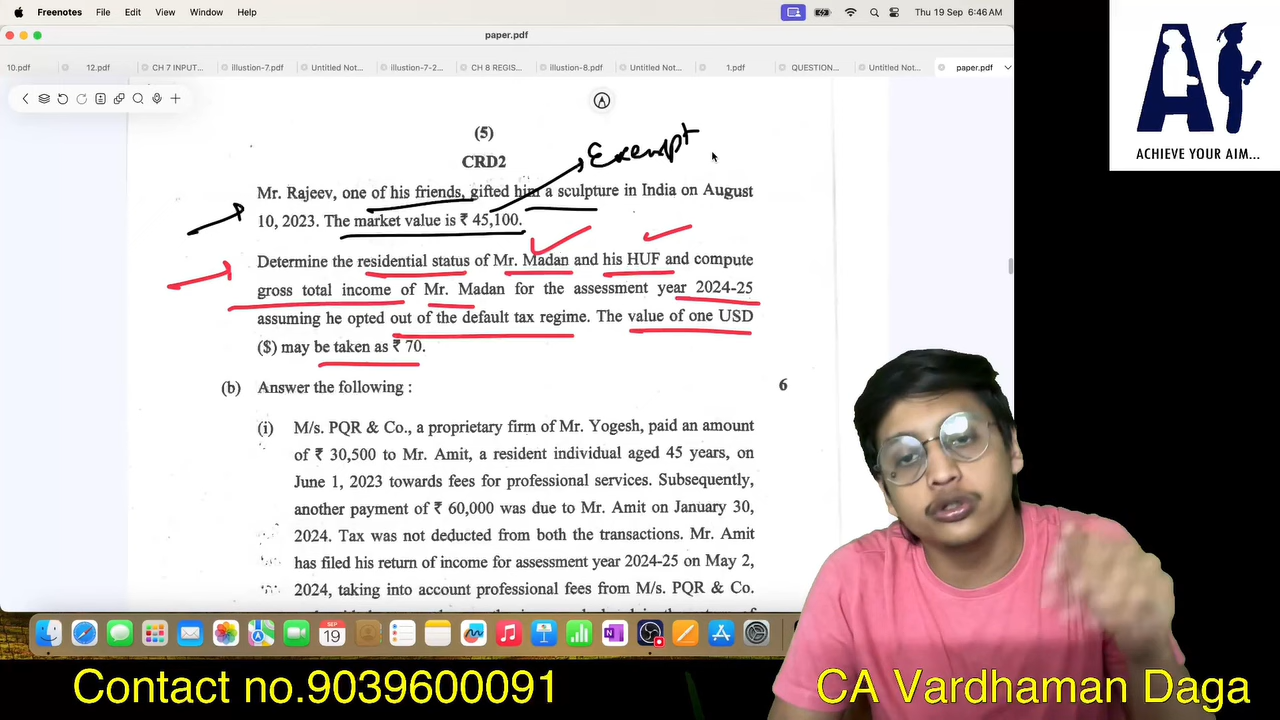 Freenotes File Edit View Window Help
Thu 19 Sep 6:46 AM
paper.pdf
10.pdf 12.pdf CH 7 INPUT... illustion-7.pdf Untitled Not... illustion-7-2... CH 8 REGIS... illustion-8.pdf Untitled Not... 1.pdf QUESTION... Untitled Not... paper.pdf
(5)
CRD2
Exempt
Mr. Rajeev, one of his friends, gifted him a sculpture in India on August
10, 2023. The market value is ₹ 45,100.
Determine the residential status of Mr. Madan and his HUF and compute
gross total income of Mr. Madan for the assessment year 2024-25
assuming he opted out of the default tax regime. The value of one USD
($) may be taken as ₹ 70.
(b) Answer the following : 6
(i) M/s. PQR & Co., a proprietary firm of Mr. Yogesh, paid an amount
of ₹ 30,500 to Mr. Amit, a resident individual aged 45 years, on
June 1, 2023 towards fees for professional services. Subsequently,
another payment of ₹ 60,000 was due to Mr. Amit on January 30,
2024. Tax was not deducted from both the transactions. Mr. Amit
has filed his return of income for assessment year 2024-25 on May 2,
2024, taking into account professional fees from M/s. PQR & Co.
SEP
19
A
ACHIEVE YOUR AIM...
Contact no.9039600091
CA Vardhaman Daga